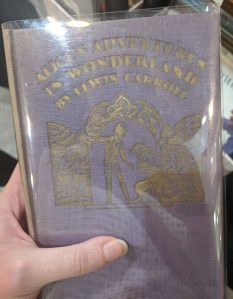 ALICE'S ADVENTURES
IN WONDERLAND
BY LEWIS CARROLL